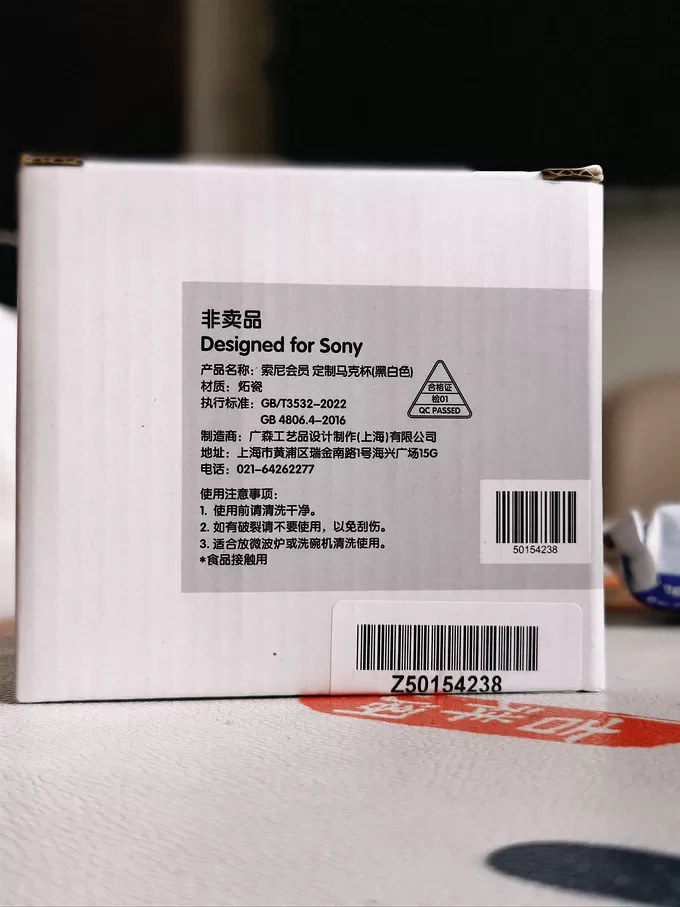 非卖品
Designed for Sony
产品名称：索尼会员 定制马克杯(黑白色)
材质：炻瓷
执行标准：GB/T3532-2022
GB 4806.4-2016
制造商：广森工艺品设计制作(上海)有限公司
地址：上海市黄浦区瑞金南路1号海兴广场15G
电话：021-64262277
合格证
检01
QC PASSED
使用注意事项：
1. 使用前请清洗干净。
2. 如有破裂请不要使用，以免刮伤。
3. 适合放微波炉或洗碗机清洗使用。
*食品接触用
50154238
Z50154238